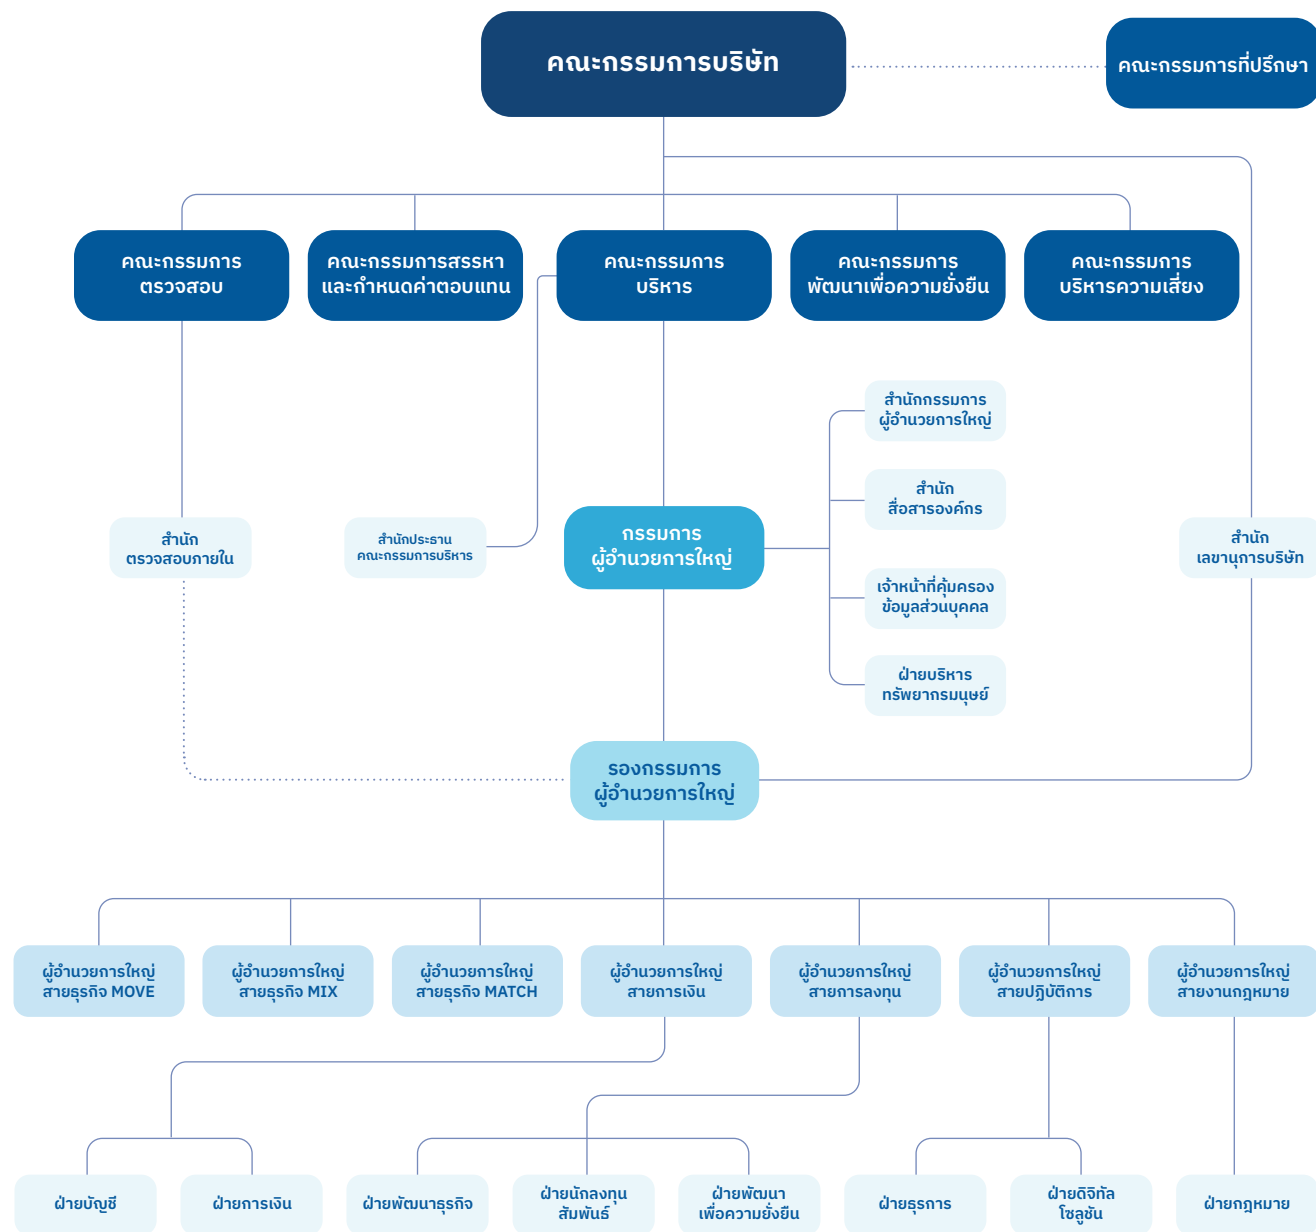 คณะกรรมการบริษัท
คณะกรรมการที่ปรึกษา
คณะกรรมการ
ตรวจสอบ
คณะกรรมการสรรหา
และกำหนดค่าตอบแทน
คณะกรรมการ
บริหาร
คณะกรรมการ
พัฒนาเพื่อความยั่งยืน
คณะกรรมการ
บริหารความเสี่ยง
สำนักกรรมการ
ผู้อำนวยการใหญ่
สำนัก
สื่อสารองค์กร
สำนัก
ตรวจสอบภายใน
สำนักประธาน
คณะกรรมการบริหาร
กรรมการ
ผู้อำนวยการใหญ่
สำนัก
เลขานุการบริษัท
เจ้าหน้าที่คุ้มครอง
ข้อมูลส่วนบุคคล
ฝ่ายบริหาร
ทรัพยากรมนุษย์
รองกรรมการ
ผู้อำนวยการใหญ่
ผู้อำนวยการใหญ่
สายธุรกิจ MOVE
ผู้อำนวยการใหญ่
สายธุรกิจ MIX
ผู้อำนวยการใหญ่
สายธุรกิจ MATCH
ผู้อำนวยการใหญ่
สายการเงิน
ผู้อำนวยการใหญ่
สายการลงทุน
ผู้อำนวยการใหญ่
สายปฏิบัติการ
ผู้อำนวยการใหญ่
สายงานกฎหมาย
ฝ่ายบัญชี
ฝ่ายการเงิน
ฝ่ายพัฒนาธุรกิจ
ฝ่ายนักลงทุน
สัมพันธ์
ฝ่ายพัฒนา
เพื่อความยั่งยืน
ฝ่ายธุรการ
ฝ่ายดิจิทัล
โซลูชัน
ฝ่ายกฎหมาย